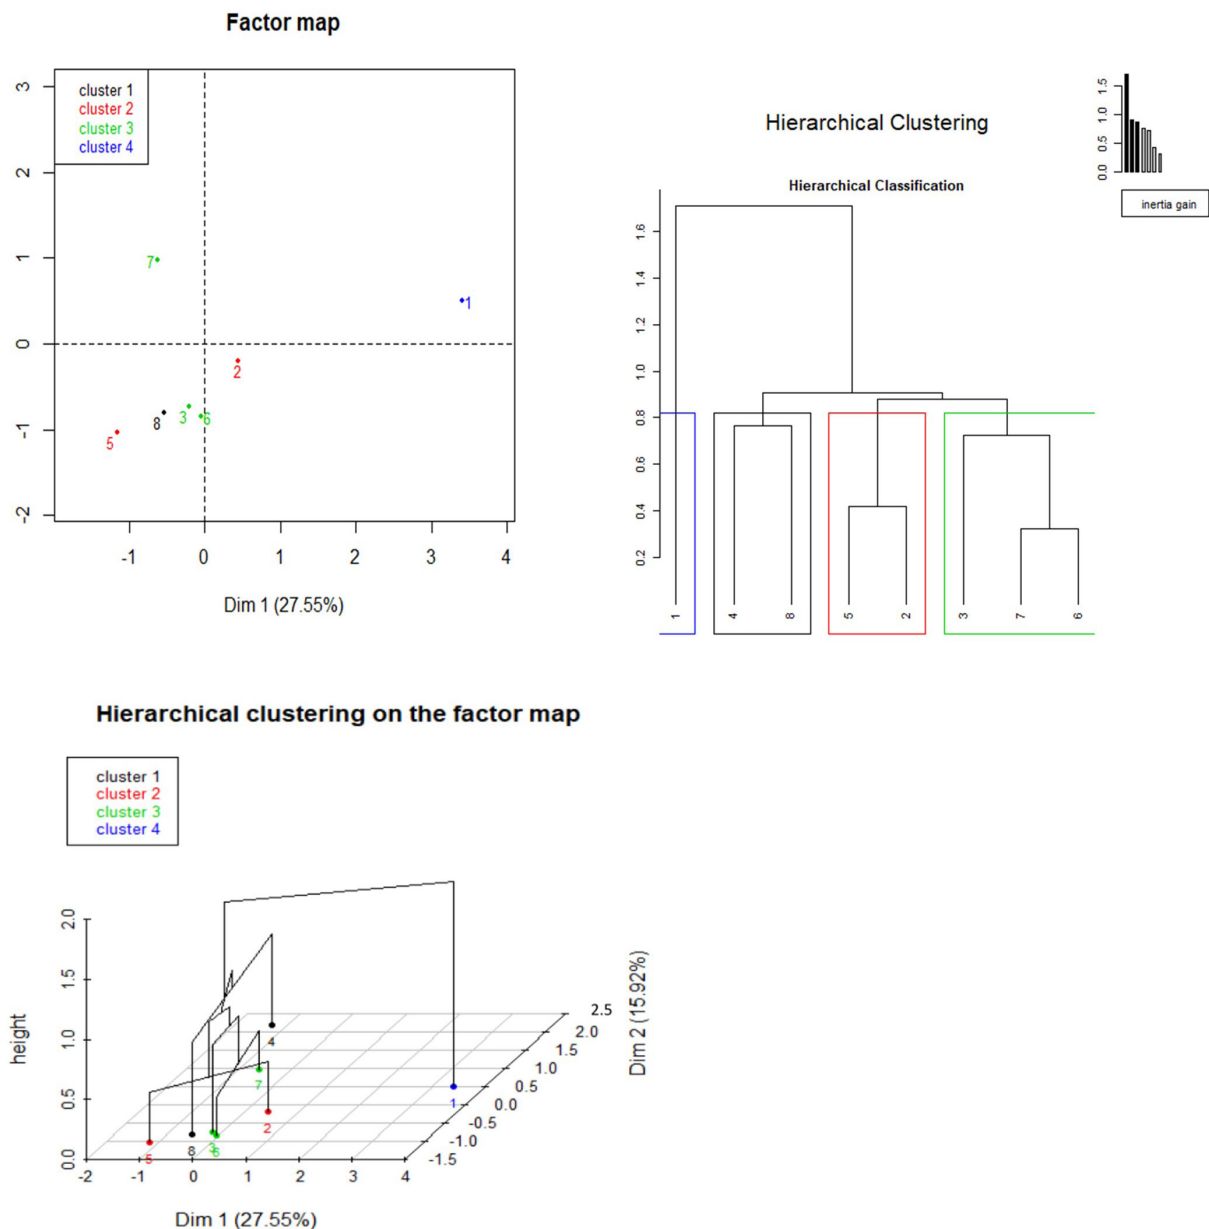 Factor map
cluster 1
cluster 2
cluster 3
cluster 4
3
2
1
0
-1
-2
7
1
2
3
6
8
5
-1 0 1 2 3 4
Dim 1 (27.55%)
Hierarchical Clustering
1.5
1.0
0.5
0.0
inertia gain
Hierarchical Classification
1.6
1.4
1.2
1.0
0.8
0.6
0.4
0.2
1 4 8 5 2 3 7 6
Hierarchical clustering on the factor map
cluster 1
cluster 2
cluster 3
cluster 4
2.0
1.5
1.0
0.5
0.0
height
4
7
1
2
3
6
8
5
2.5
2.0
1.5
1.0
0.5
0.0
-0.5
-1.0
-1.5
Dim 2 (15.92%)
-2 -1 0 1 2 3 4
Dim 1 (27.55%)